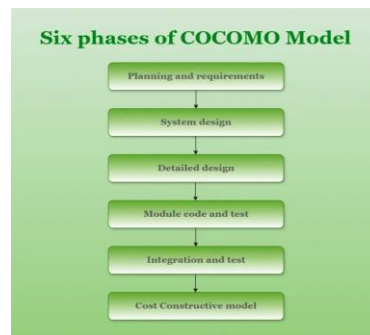 Six phases of COCOMO Model
Planning and requirements
System design
Detailed design
Module code and test
Integration and test
Cost Constructive model